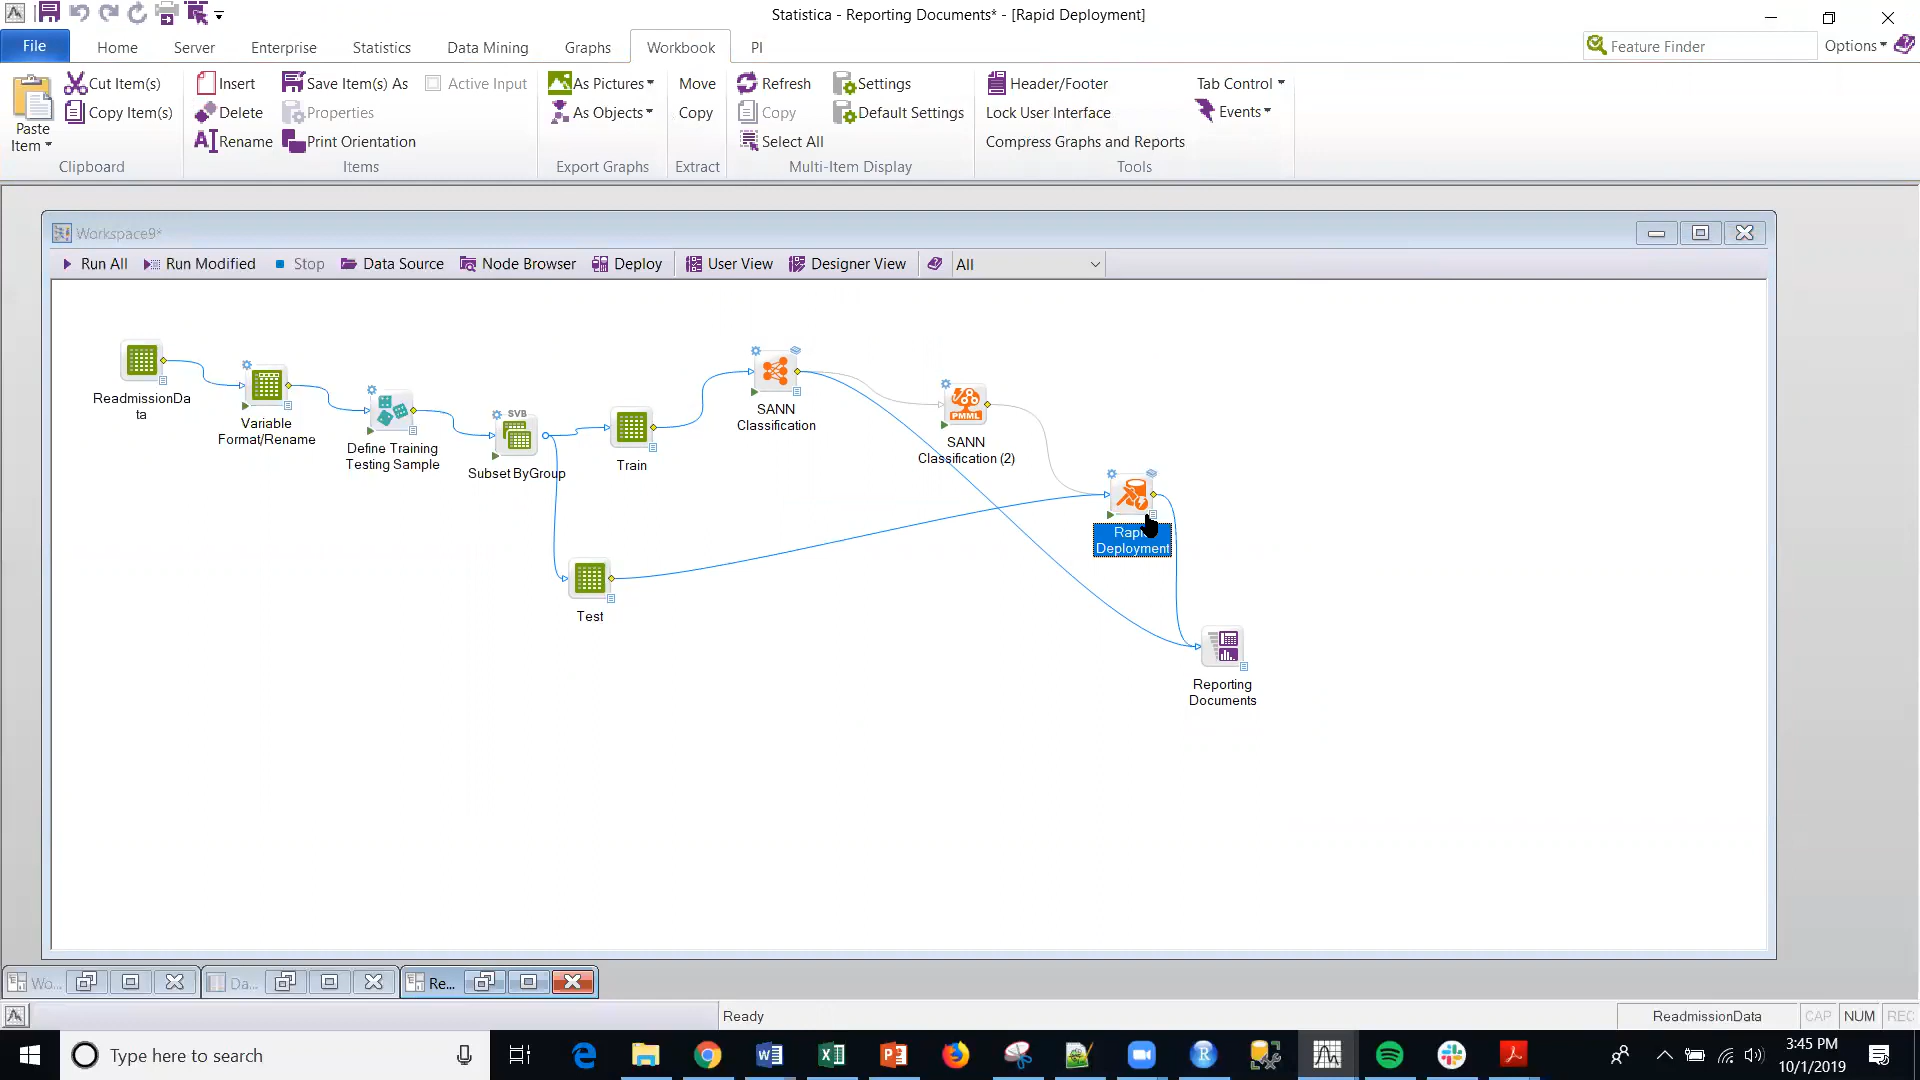 Statistica - Reporting Documents* - [Rapid Deployment]
File
Home
Server
Enterprise
Statistics
Data Mining
Graphs
Workbook
PI
Feature Finder
Options
Paste
Item
Cut Item(s)
Copy Item(s)
Clipboard
Insert
Delete
Rename
Save Item(s) As
Properties
Print Orientation
Active Input
Items
As Pictures
As Objects
Export Graphs
Move
Copy
Extract
Refresh
Copy
Select All
Settings
Default Settings
Multi-Item Display
Header/Footer
Lock User Interface
Compress Graphs and Reports
Tab Control
Events
Tools
Workspace9*
Run All
Run Modified
Stop
Data Source
Node Browser
Deploy
User View
Designer View
All
ReadmissionDa
ta
Variable
Format/Rename
Define Training
Testing Sample
SVB
Subset ByGroup
Train
Test
SANN
Classification
PMML
SANN
Classification (2)
Rapid
Deployment
Reporting
Documents
Wo...
Da...
Re...
Ready
ReadmissionData
CAP
NUM
REC
Type here to search
3:45 PM
10/1/2019